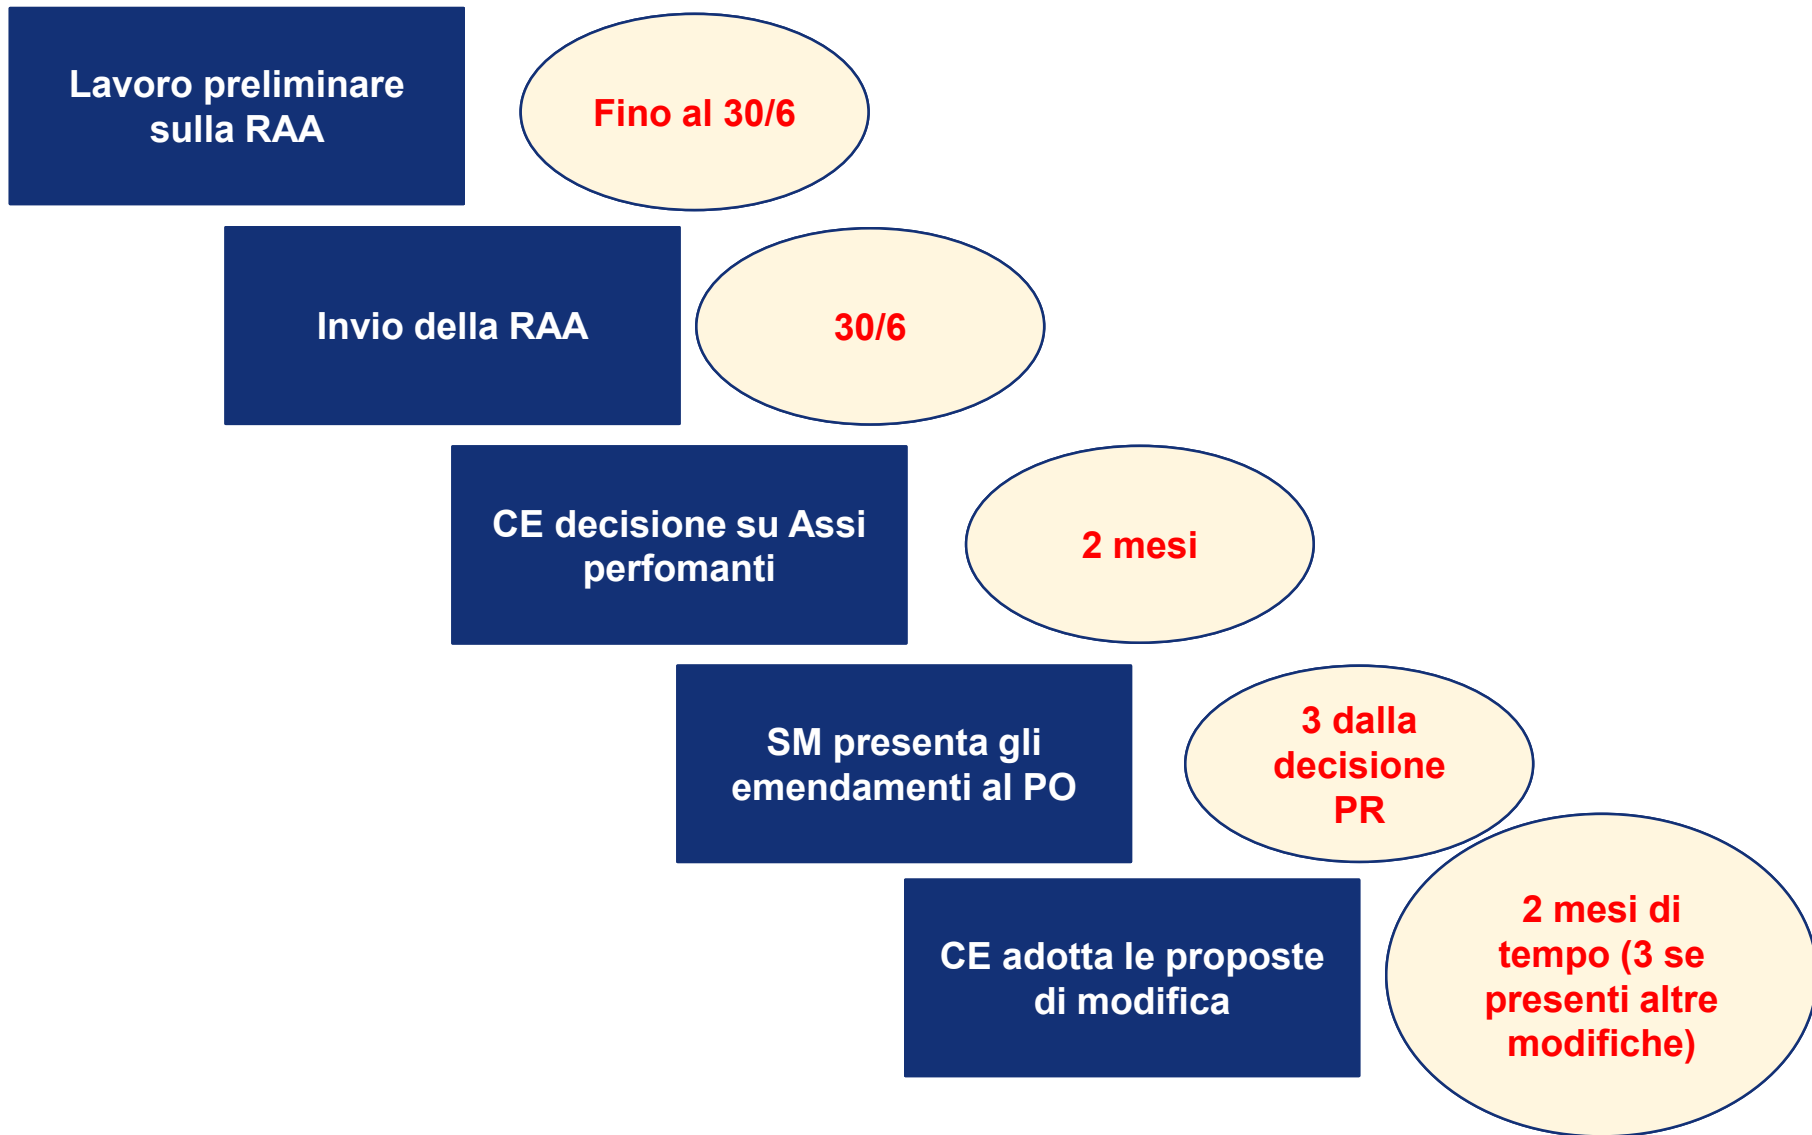 Lavoro preliminare
sulla RAA
Fino al 30/6
Invio della RAA
30/6
CE decisione su Assi
perfomanti
2 mesi
SM presenta gli
emendamenti al PO
3 dalla
decisione
PR
CE adotta le proposte
di modifica
2 mesi di
tempo (3 se
presenti altre
modifiche)